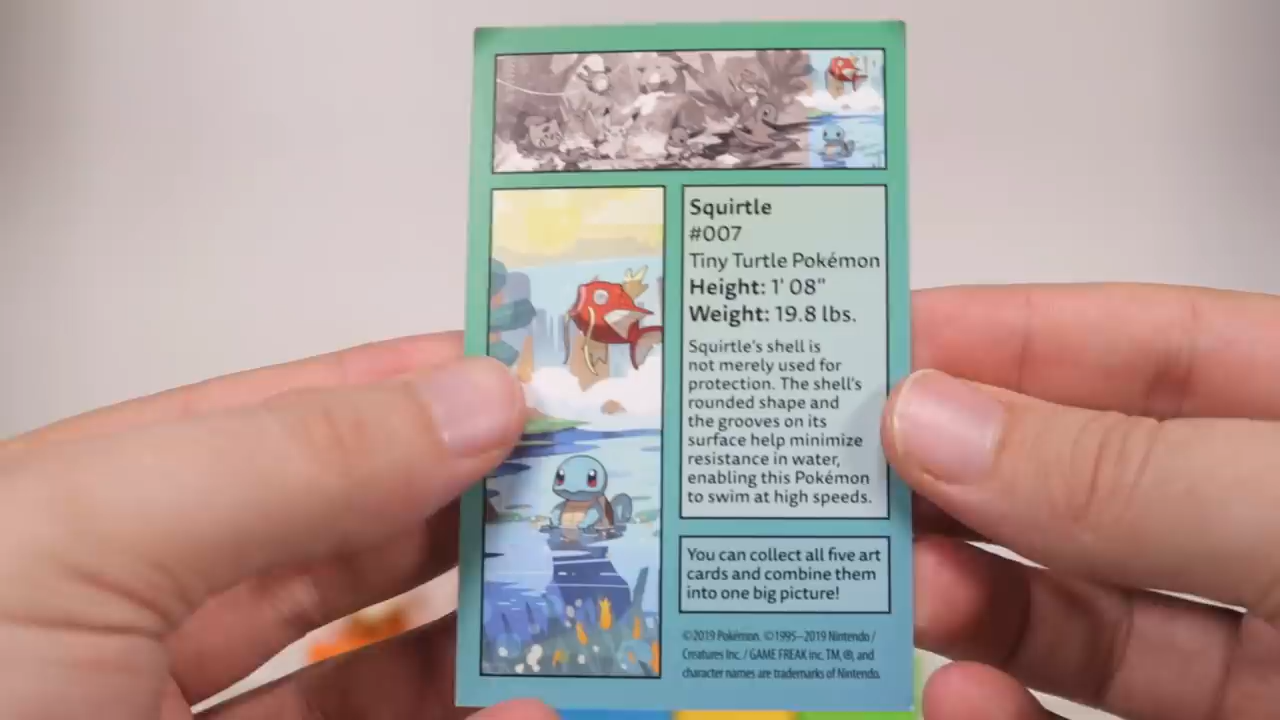 Squirtle
#007
Tiny Turtle Pokémon
Height: 1' 08"
Weight: 19.8 lbs.
Squirtle's shell is
not merely used for
protection. The shell's
rounded shape and
the grooves on its
surface help minimize
resistance in water,
enabling this Pokémon
to swim at high speeds.
You can collect all five art
cards and combine them
into one big picture!
©2019 Pokémon. ©1995–2019 Nintendo /
Creatures Inc. / GAME FREAK inc. TM, ®, and
character names are trademarks of Nintendo.